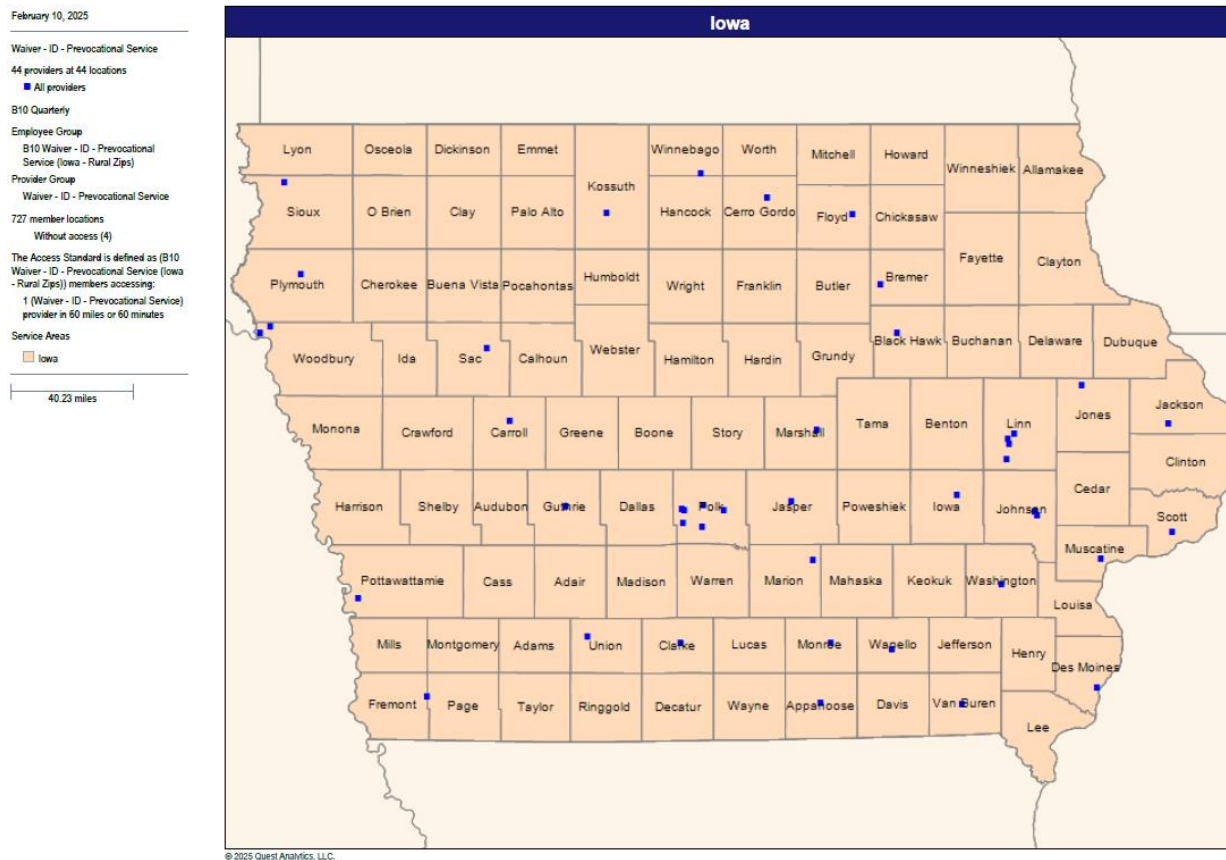 February 10, 2025
Waiver - ID - Prevocational Service
44 providers at 44 locations
All providers
B10 Quarterly
Employee Group
B10 Waiver - ID - Prevocational
Service (Iowa - Rural Zips)
Provider Group
Waiver - ID - Prevocational Service
727 member locations
Without access (4)
The Access Standard is defined as (B10
Waiver - ID - Prevocational Service (Iowa
- Rural Zips)) members accessing:
1 (Waiver - ID - Prevocational Service)
provider in 60 miles or 60 minutes
Service Areas
Iowa
40.23 miles
Iowa
Lyon Osceola Dickinson Emmet Winnebago Worth Mitchell Howard Winneshiek Allamakee
Kossuth
Sioux O Brien Clay Palo Alto Hancock Cerro Gordo Floyd Chickasaw
Fayette Clayton
Plymouth Cherokee Buena Vista Pocahontas Humboldt Wright Franklin Butler Bremer
Woodbury Ida Sac Calhoun Webster Hamilton Hardin Grundy Black Hawk Buchanan Delaware Dubuque
Monona Crawford Carroll Greene Boone Story Marshall Tama Benton Linn Jones Jackson
Clinton
Harrison Shelby Audubon Guthrie Dallas Polk Jasper Poweshiek Iowa Johnson Cedar Scott
Muscatine
Pottawattamie Cass Adair Madison Warren Marion Mahaska Keokuk Washington
Louisa
Mills Montgomery Adams Union Clarke Lucas Monroe Wapello Jefferson Henry Des Moines
Fremont Page Taylor Ringgold Decatur Wayne Appanoose Davis Van Buren
Lee
© 2025 Quest Analytics, LLC.